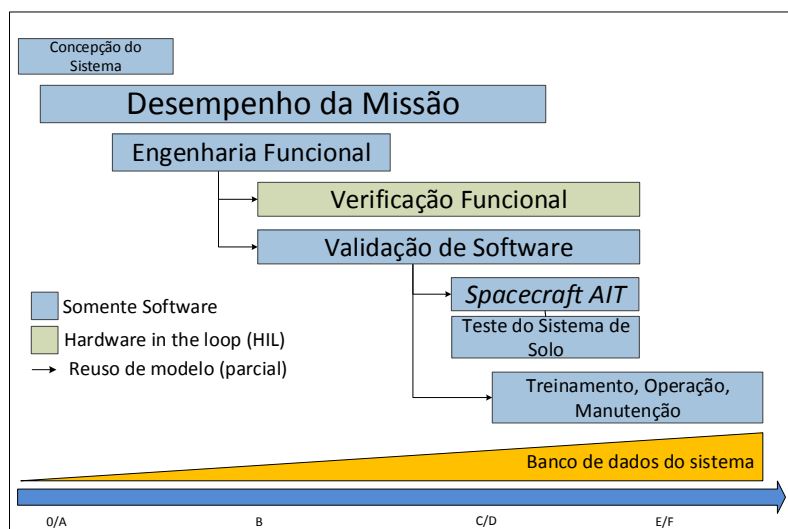 Concepção do
Sistema
Desempenho da Missão
Engenharia Funcional
Verificação Funcional
Validação de Software
Spacecraft AIT
Teste do Sistema de
Solo
Somente Software
Hardware in the loop (HIL)
Reuso de modelo (parcial)
Treinamento, Operação,
Manutenção
Banco de dados do sistema
0/A
B
C/D
E/F